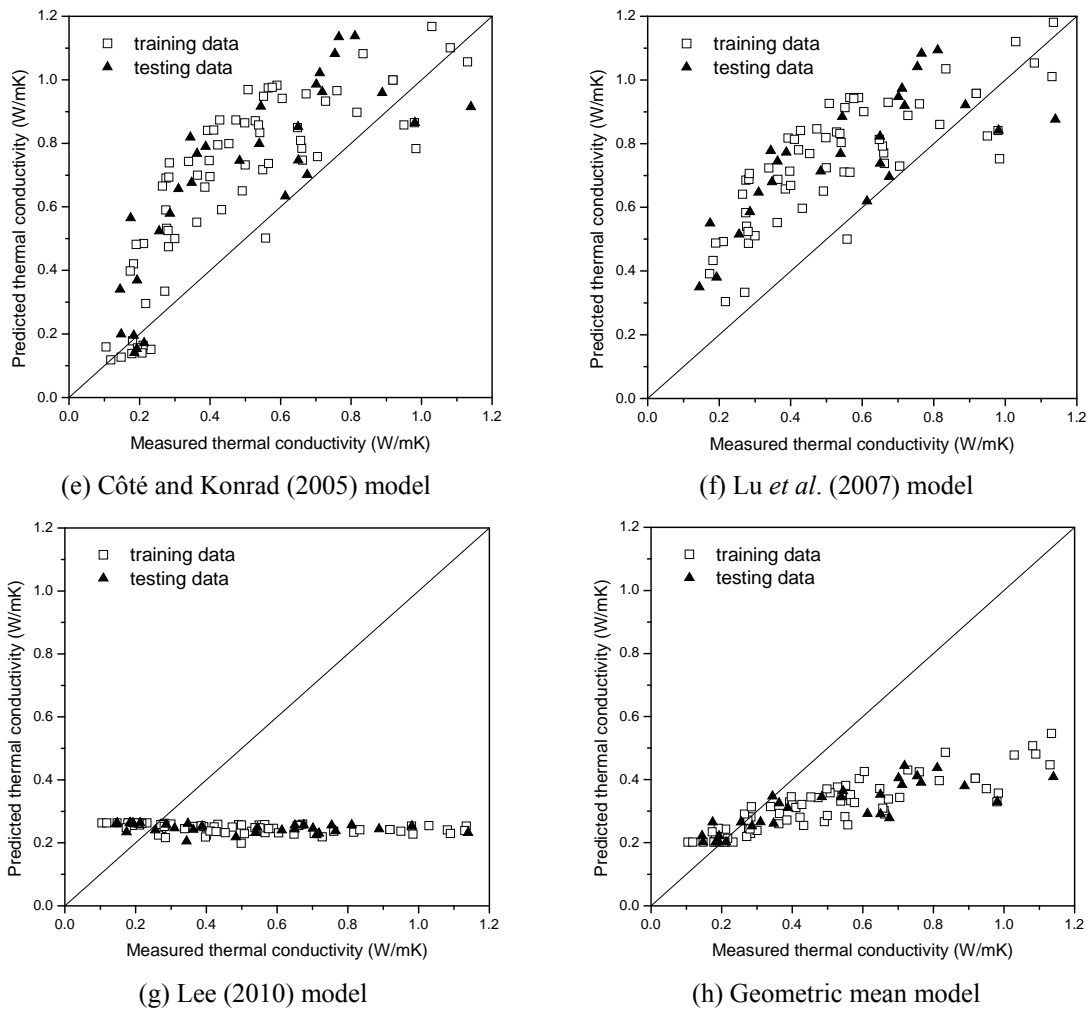 1.2
1.0
0.8
0.6
0.4
0.2
0.0
Predicted thermal conductivity (W/mK)
training data
testing data
0.0 0.2 0.4 0.6 0.8 1.0 1.2
Measured thermal conductivity (W/mK)
(e) Côté and Konrad (2005) model
1.2
1.0
0.8
0.6
0.4
0.2
0.0
Predicted thermal conductivity (W/mK)
training data
testing data
0.0 0.2 0.4 0.6 0.8 1.0 1.2
Measured thermal conductivity (W/mK)
(f) Lu et al. (2007) model
1.2
1.0
0.8
0.6
0.4
0.2
0.0
Predicted thermal conductivity (W/mK)
training data
testing data
0.0 0.2 0.4 0.6 0.8 1.0 1.2
Measured thermal conductivity (W/mK)
(g) Lee (2010) model
1.2
1.0
0.8
0.6
0.4
0.2
0.0
Predicted thermal conductivity (W/mK)
training data
testing data
0.0 0.2 0.4 0.6 0.8 1.0 1.2
Measured thermal conductivity (W/mK)
(h) Geometric mean model